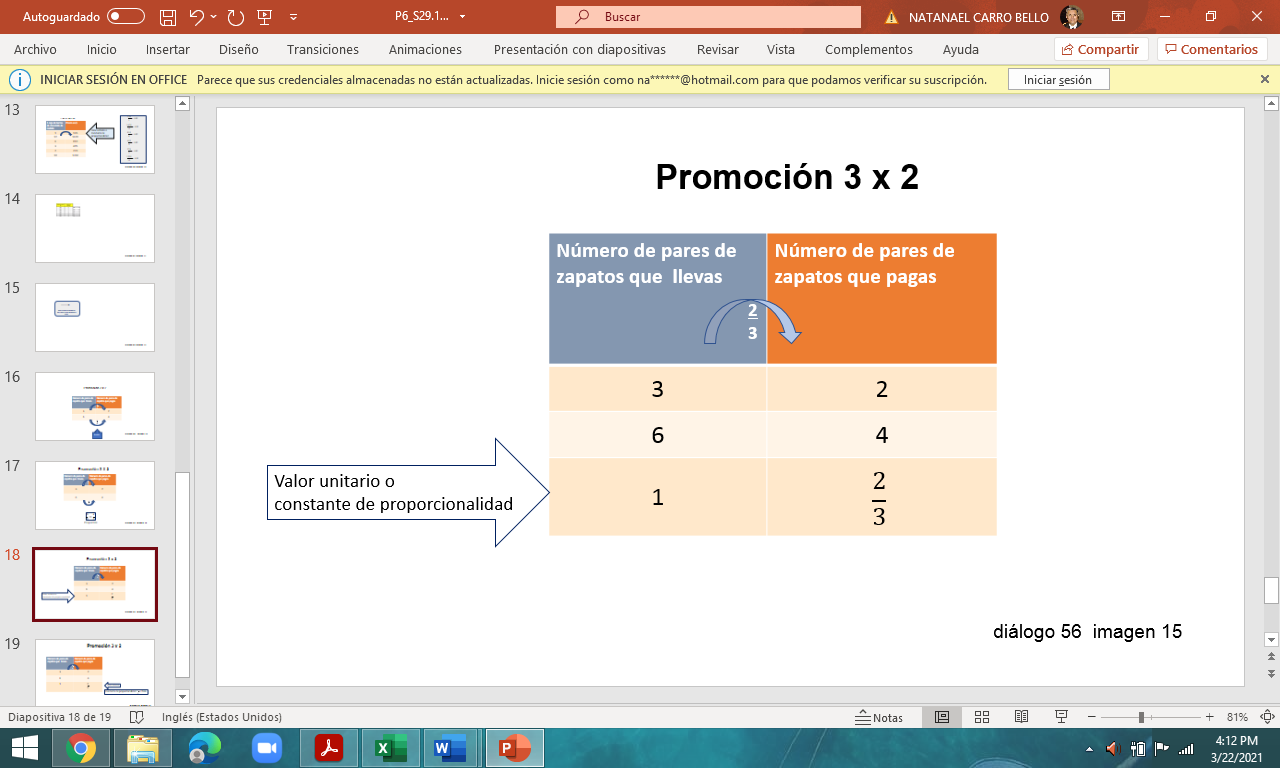 Autoguardado
P6_S29.1...
Buscar
NATANAEL CARRO BELLO
Archivo Inicio Insertar Diseño Transiciones Animaciones Presentación con diapositivas Revisar Vista Complementos Ayuda Compartir Comentarios
INICIAR SESIÓN EN OFFICE Parece que sus credenciales almacenadas no están actualizadas. Inicie sesión como na******@hotmail.com para que podamos verificar su suscripción. Iniciar sesión
13
14
15
16
17
18
19
Promoción 3 x 2
Número de pares de zapatos que llevas
2
3
Número de pares de zapatos que pagas
3 2
6 4
1 2/3
Valor unitario o
constante de proporcionalidad
diálogo 56 imagen 15
Diapositiva 18 de 19 Inglés (Estados Unidos) Notas 81%
4:12 PM
3/22/2021